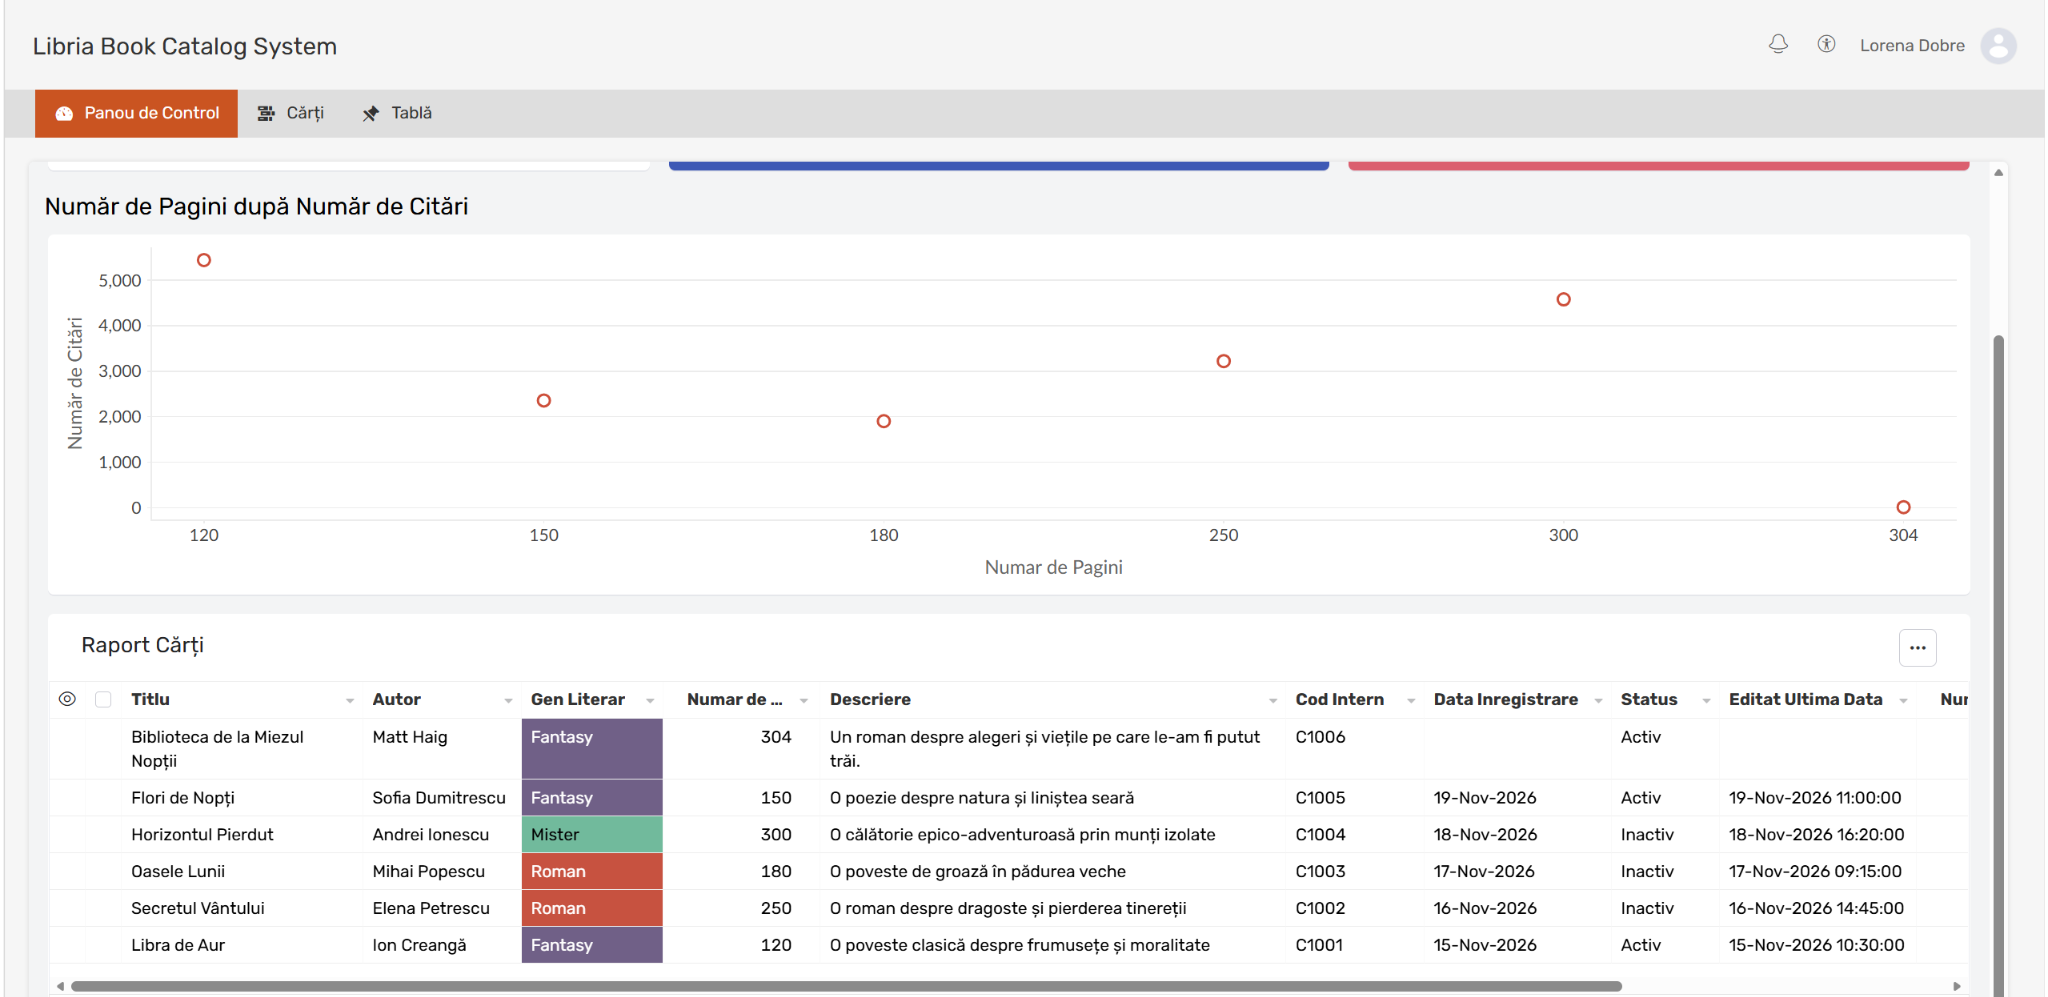 Libria Book Catalog System
Lorena Dobre
Panou de Control
Cărți
Tablă
Număr de Pagini după Număr de Citări
Număr de Citări
5,000
4,000
3,000
2,000
1,000
0
120 150 180 250 300 304
Numar de Pagini
Raport Cărți
Titlu Autor Gen Literar Numar de ... Descriere Cod Intern Data Inregistrare Status Editat Ultima Data
Biblioteca de la Miezul Nopții Matt Haig Fantasy 304 Un roman despre alegeri și viețile pe care le-am fi putut trăi. C1006 Activ
Flori de Nopți Sofia Dumitrescu Fantasy 150 O poezie despre natura și liniștea seară C1005 19-Nov-2026 Activ 19-Nov-2026 11:00:00
Horizontul Pierdut Andrei Ionescu Mister 300 O călătorie epico-adventuroasă prin munți izolate C1004 18-Nov-2026 Inactiv 18-Nov-2026 16:20:00
Oasele Lunii Mihai Popescu Roman 180 O poveste de groază în pădurea veche C1003 17-Nov-2026 Inactiv 17-Nov-2026 09:15:00
Secretul Vântului Elena Petrescu Roman 250 O roman despre dragoste și pierderea tinereții C1002 16-Nov-2026 Inactiv 16-Nov-2026 14:45:00
Libra de Aur Ion Creangă Fantasy 120 O poveste clasică despre frumusețe și moralitate C1001 15-Nov-2026 Activ 15-Nov-2026 10:30:00